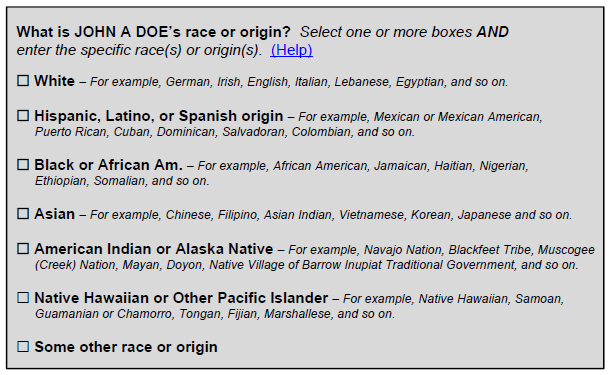 What is JOHN A DOE's race or origin? Select one or more boxes AND
enter the specific race(s) or origin(s). (Help)
☐ White – For example, German, Irish, English, Italian, Lebanese, Egyptian, and so on.
☐ Hispanic, Latino, or Spanish origin – For example, Mexican or Mexican American,
Puerto Rican, Cuban, Dominican, Salvadoran, Colombian, and so on.
☐ Black or African Am. – For example, African American, Jamaican, Haitian, Nigerian,
Ethiopian, Somalian, and so on.
☐ Asian – For example, Chinese, Filipino, Asian Indian, Vietnamese, Korean, Japanese and so on.
☐ American Indian or Alaska Native – For example, Navajo Nation, Blackfeet Tribe, Muscogee
(Creek) Nation, Mayan, Doyon, Native Village of Barrow Inupiat Traditional Government, and so on.
☐ Native Hawaiian or Other Pacific Islander – For example, Native Hawaiian, Samoan,
Guamanian or Chamorro, Tongan, Fijian, Marshallese, and so on.
☐ Some other race or origin